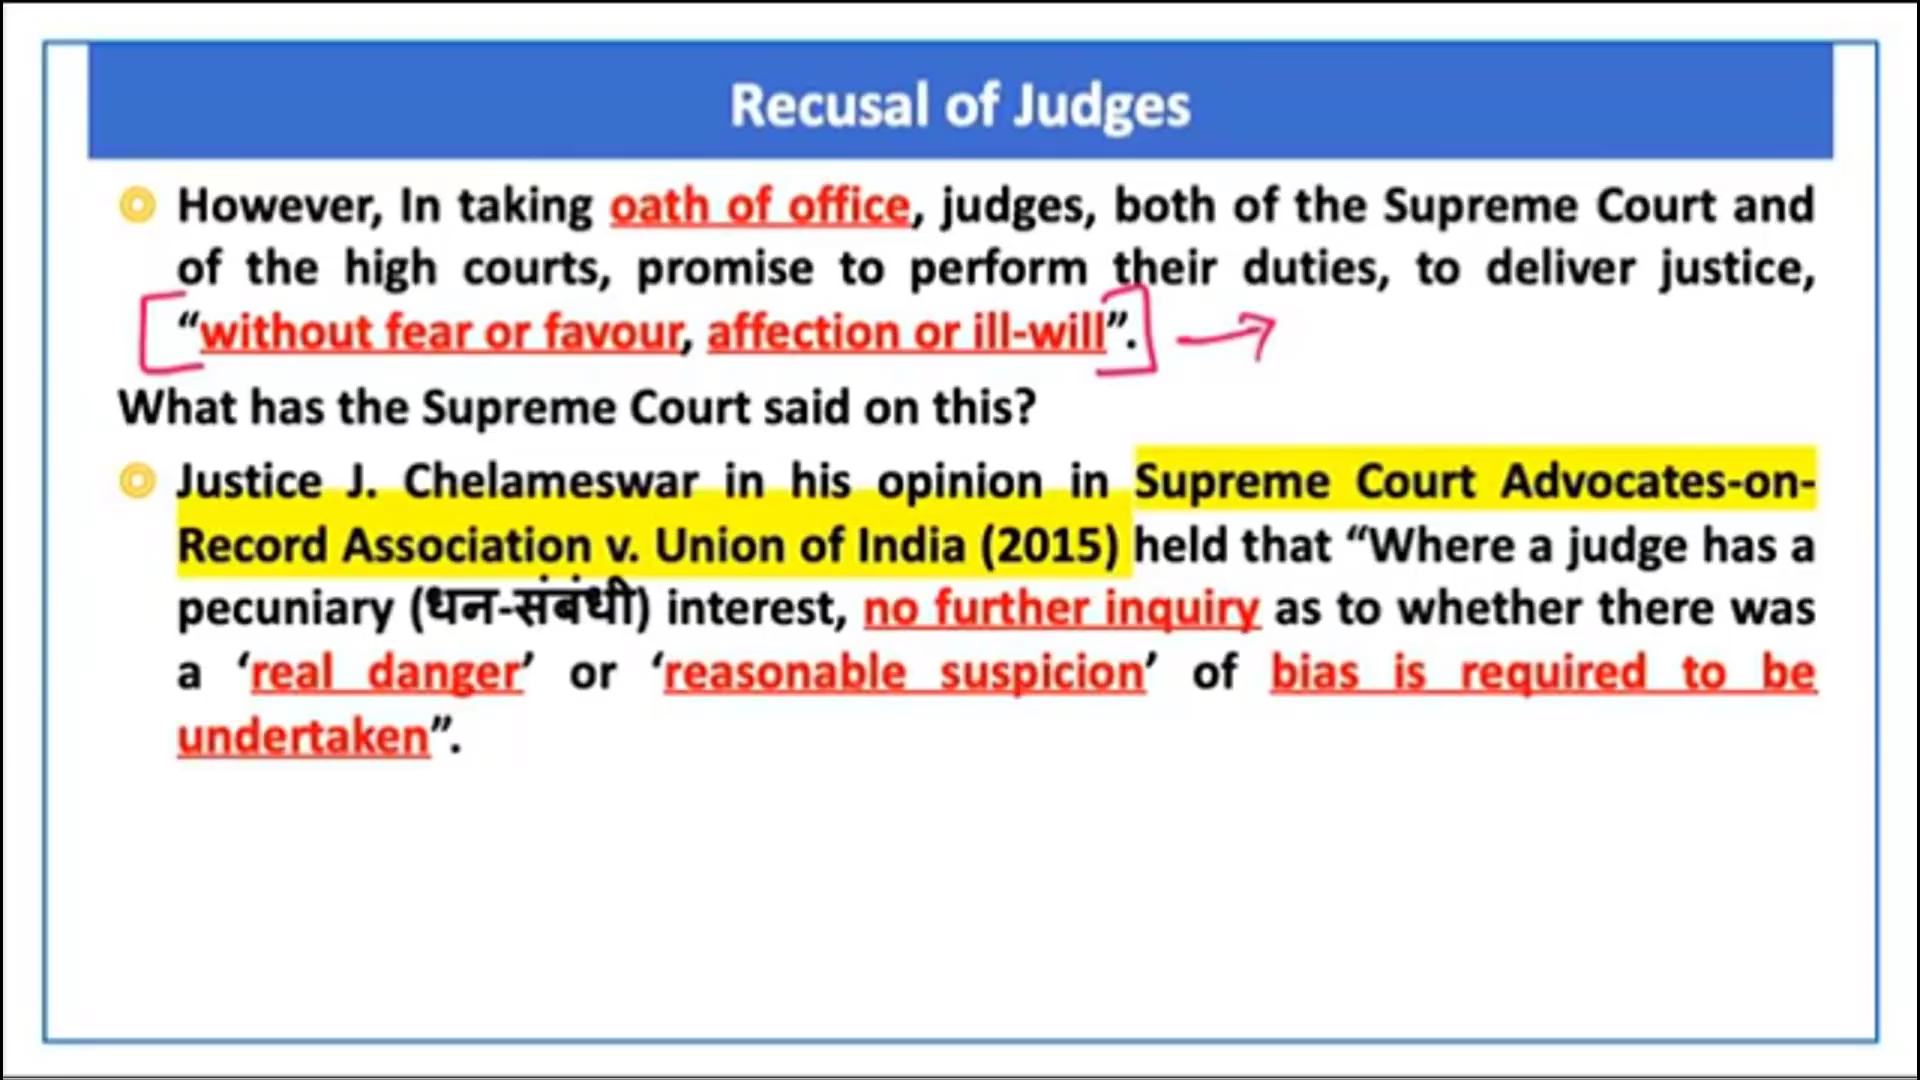 Recusal of Judges
However, In taking oath of office, judges, both of the Supreme Court and
of the high courts, promise to perform their duties, to deliver justice,
“without fear or favour, affection or ill-will”.
What has the Supreme Court said on this?
Justice J. Chelameswar in his opinion in Supreme Court Advocates-on-
Record Association v. Union of India (2015) held that “Where a judge has a
pecuniary (धन-संबंधी) interest, no further inquiry as to whether there was
a ‘real danger’ or ‘reasonable suspicion’ of bias is required to be
undertaken”.